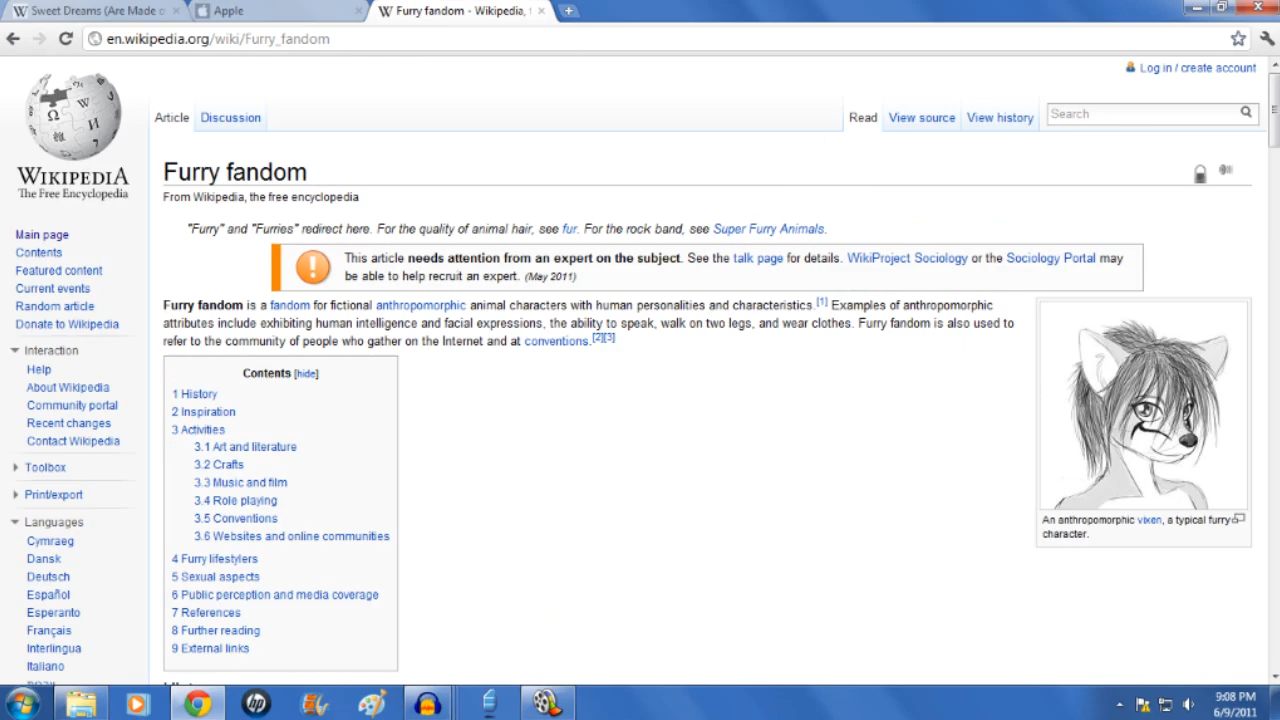 Sweet Dreams (Are Made o
Apple
Furry fandom - Wikipedia, t
en.wikipedia.org/wiki/Furry_fandom
Log in / create account
Article
Discussion
Read
View source
View history
Search
WIKIPEDIA
The Free Encyclopedia
Furry fandom
From Wikipedia, the free encyclopedia
"Furry" and "Furries" redirect here. For the quality of animal hair, see fur. For the rock band, see Super Furry Animals.
This article needs attention from an expert on the subject. See the talk page for details. WikiProject Sociology or the Sociology Portal may
be able to help recruit an expert. (May 2011)
Furry fandom is a fandom for fictional anthropomorphic animal characters with human personalities and characteristics.[1] Examples of anthropomorphic
attributes include exhibiting human intelligence and facial expressions, the ability to speak, walk on two legs, and wear clothes. Furry fandom is also used to
refer to the community of people who gather on the Internet and at conventions.[2][3]
An anthropomorphic vixen, a typical furry
character.
Contents [hide]
1 History
2 Inspiration
3 Activities
3.1 Art and literature
3.2 Crafts
3.3 Music and film
3.4 Role playing
3.5 Conventions
3.6 Websites and online communities
4 Furry lifestylers
5 Sexual aspects
6 Public perception and media coverage
7 References
8 Further reading
9 External links
Main page
Contents
Featured content
Current events
Random article
Donate to Wikipedia
Interaction
Help
About Wikipedia
Community portal
Recent changes
Contact Wikipedia
Toolbox
Print/export
Languages
Cymraeg
Dansk
Deutsch
Español
Esperanto
Français
Interlingua
Italiano
9:08 PM
6/9/2011